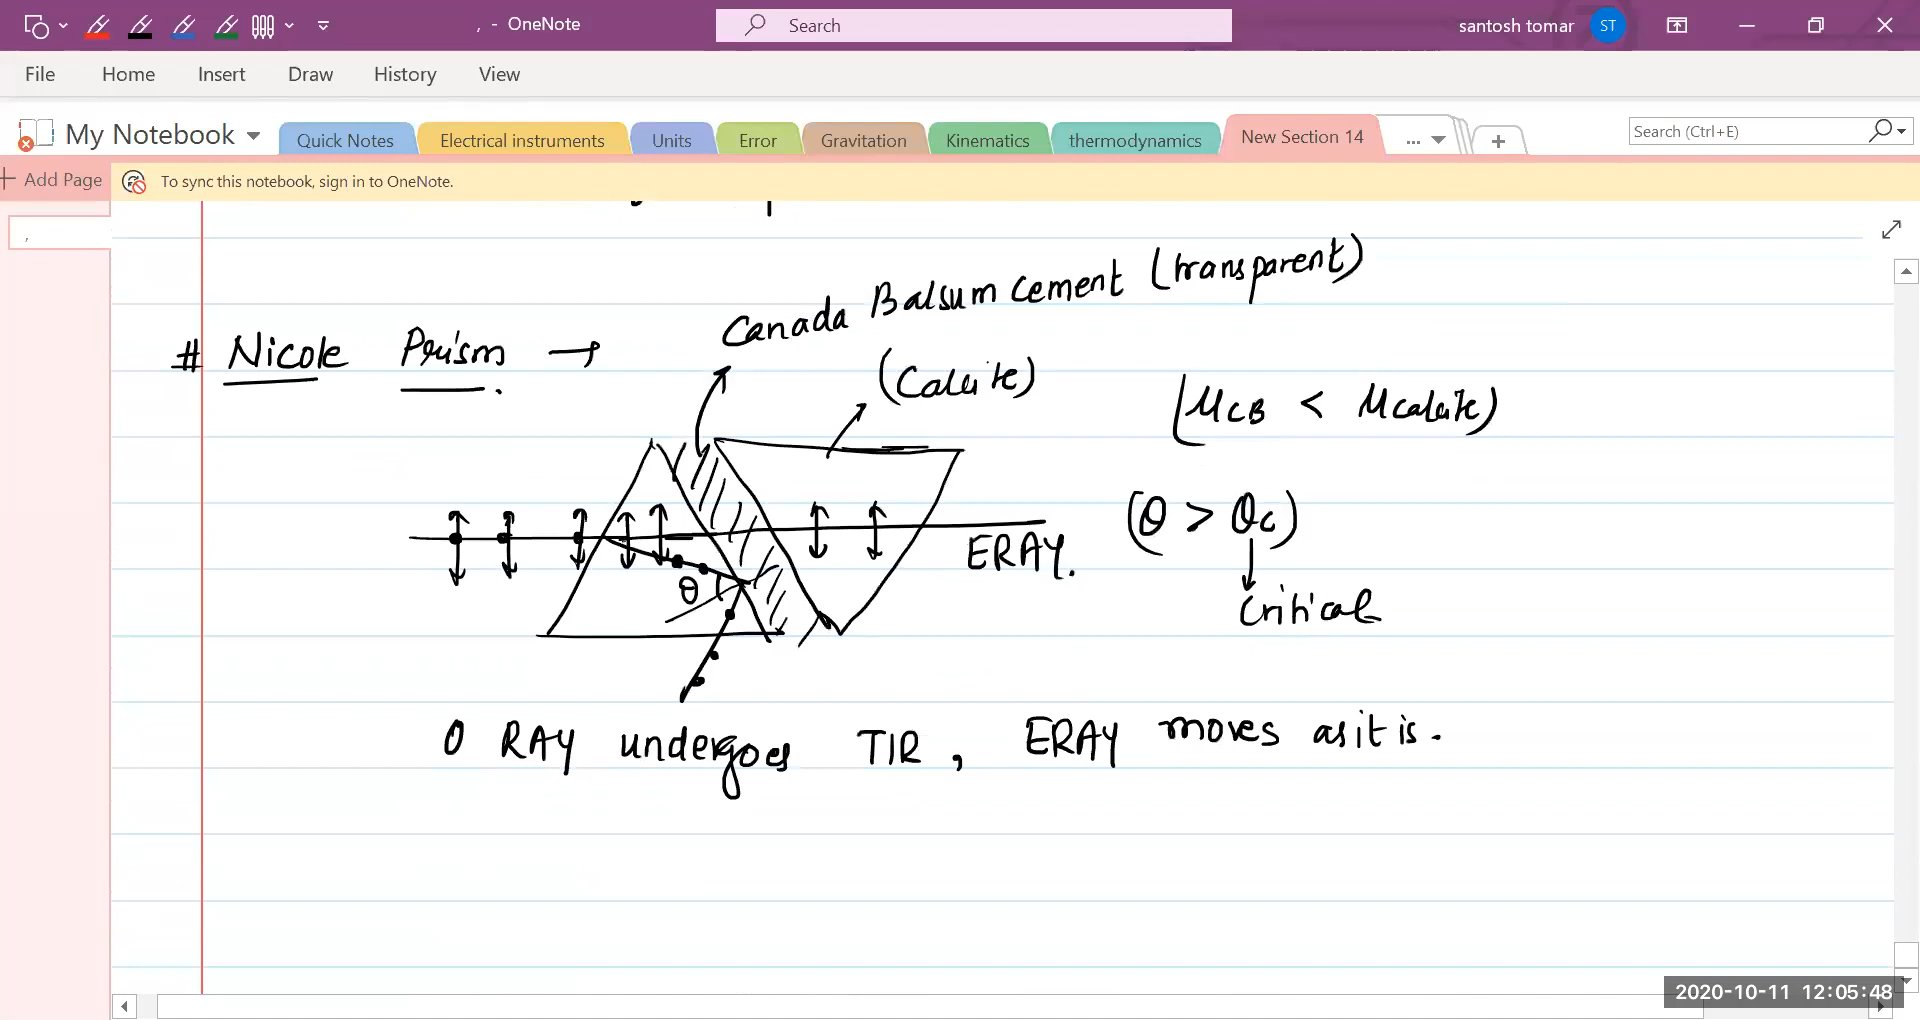 , - OneNote
Search
santosh tomar
ST
File Home Insert Draw History View
My Notebook
Quick Notes
Electrical instruments
Units
Error
Gravitation
Kinematics
thermodynamics
New Section 14
...
Search (Ctrl+E)
Add Page
To sync this notebook, sign in to OneNote.
,
Canada Balsum cement (transparent)
# Nicole Prism →
(Calcite)
(μCB < μcalcite)
(θ > θc)
ERAY.
θ
Critical
O RAY undergoes TIR, ERAY moves as it is.
2020-10-11 12:05:48